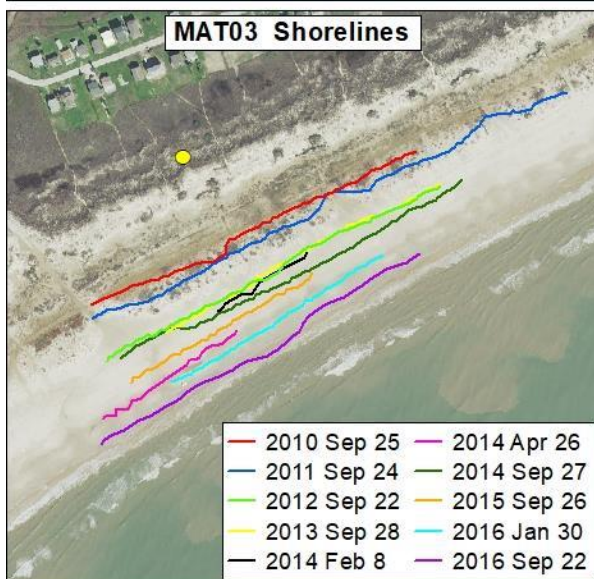 MAT03 Shorelines
2010 Sep 25
2011 Sep 24
2012 Sep 22
2013 Sep 28
2014 Feb 8
2014 Apr 26
2014 Sep 27
2015 Sep 26
2016 Jan 30
2016 Sep 22